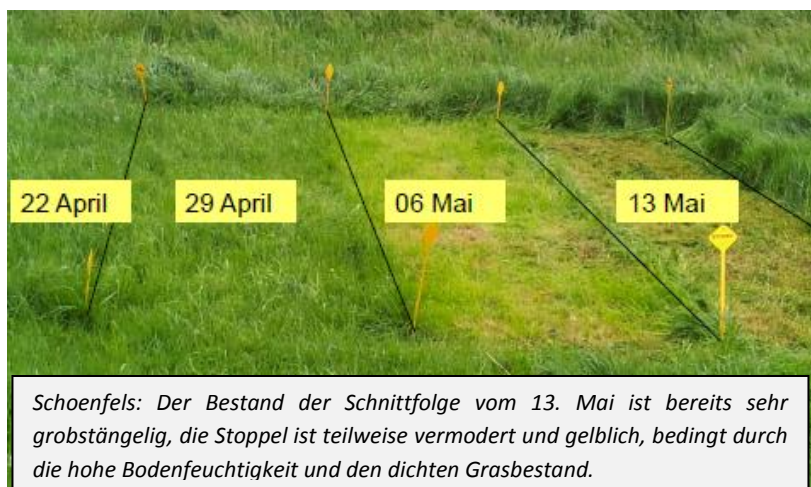 22 April
29 April
06 Mai
13 Mai
Schoenfels: Der Bestand der Schnittfolge vom 13. Mai ist bereits sehr
grobstängelig, die Stoppel ist teilweise vermodert und gelblich, bedingt durch
die hohe Bodenfeuchtigkeit und den dichten Grasbestand.